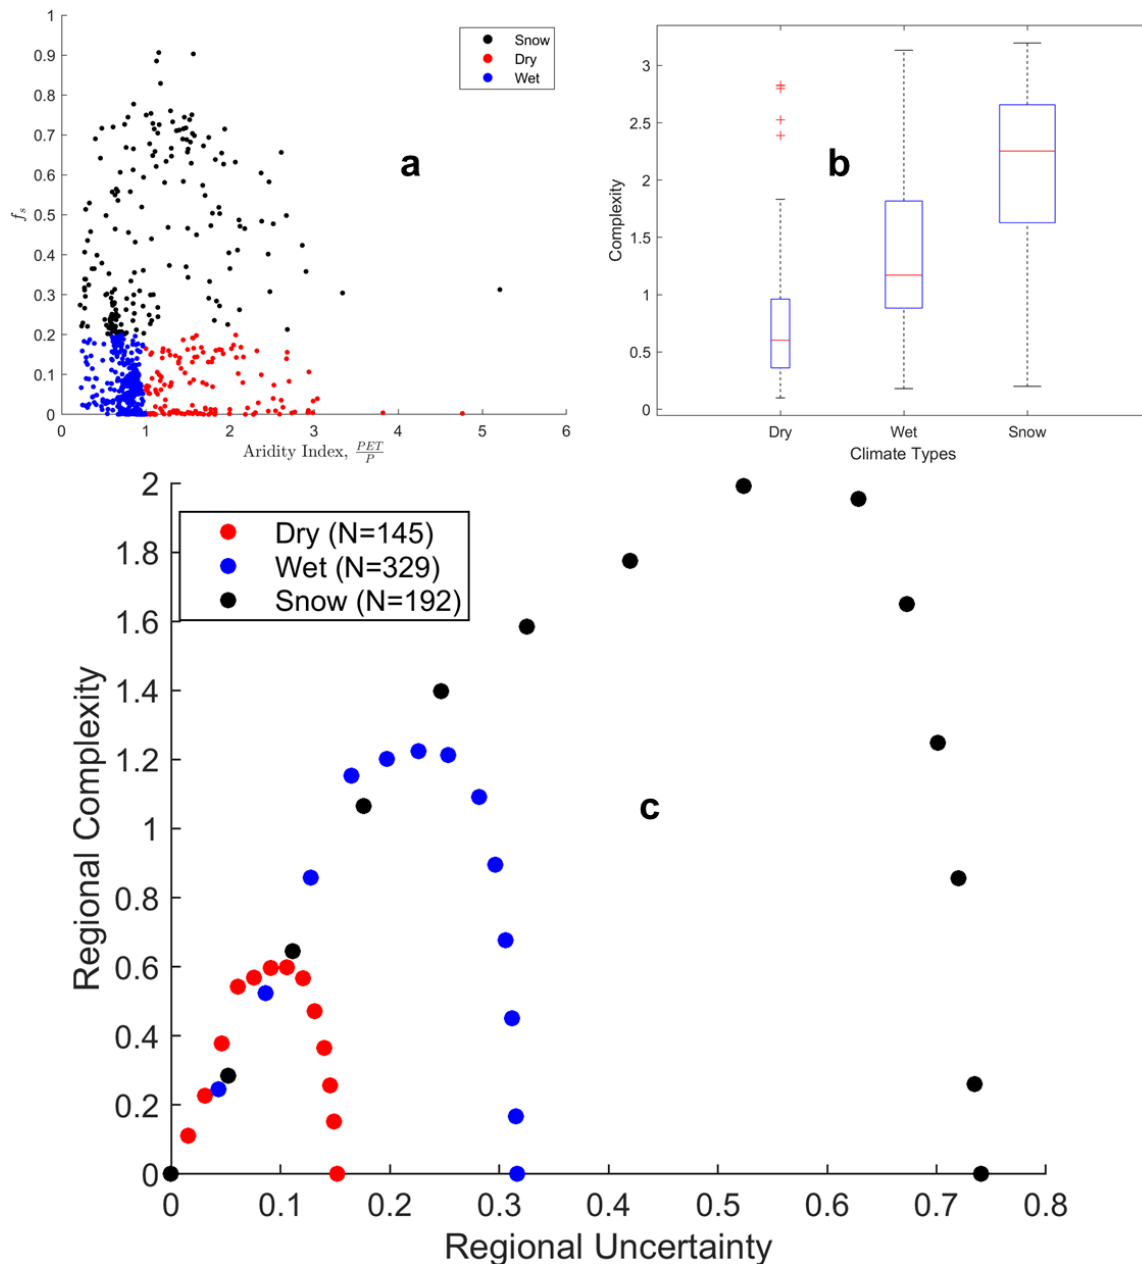 1
0.9
0.8
0.7
0.6
0.5
0.4
0.3
0.2
0.1
0
f_s
Snow
Dry
Wet
a
0 1 2 3 4 5 6
Aridity Index, PET/P
3
2.5
2
1.5
1
0.5
0
Complexity
b
Dry Wet Snow
Climate Types
2
1.8
1.6
1.4
1.2
1
0.8
0.6
0.4
0.2
0
Regional Complexity
Dry (N=145)
Wet (N=329)
Snow (N=192)
c
0 0.1 0.2 0.3 0.4 0.5 0.6 0.7 0.8
Regional Uncertainty